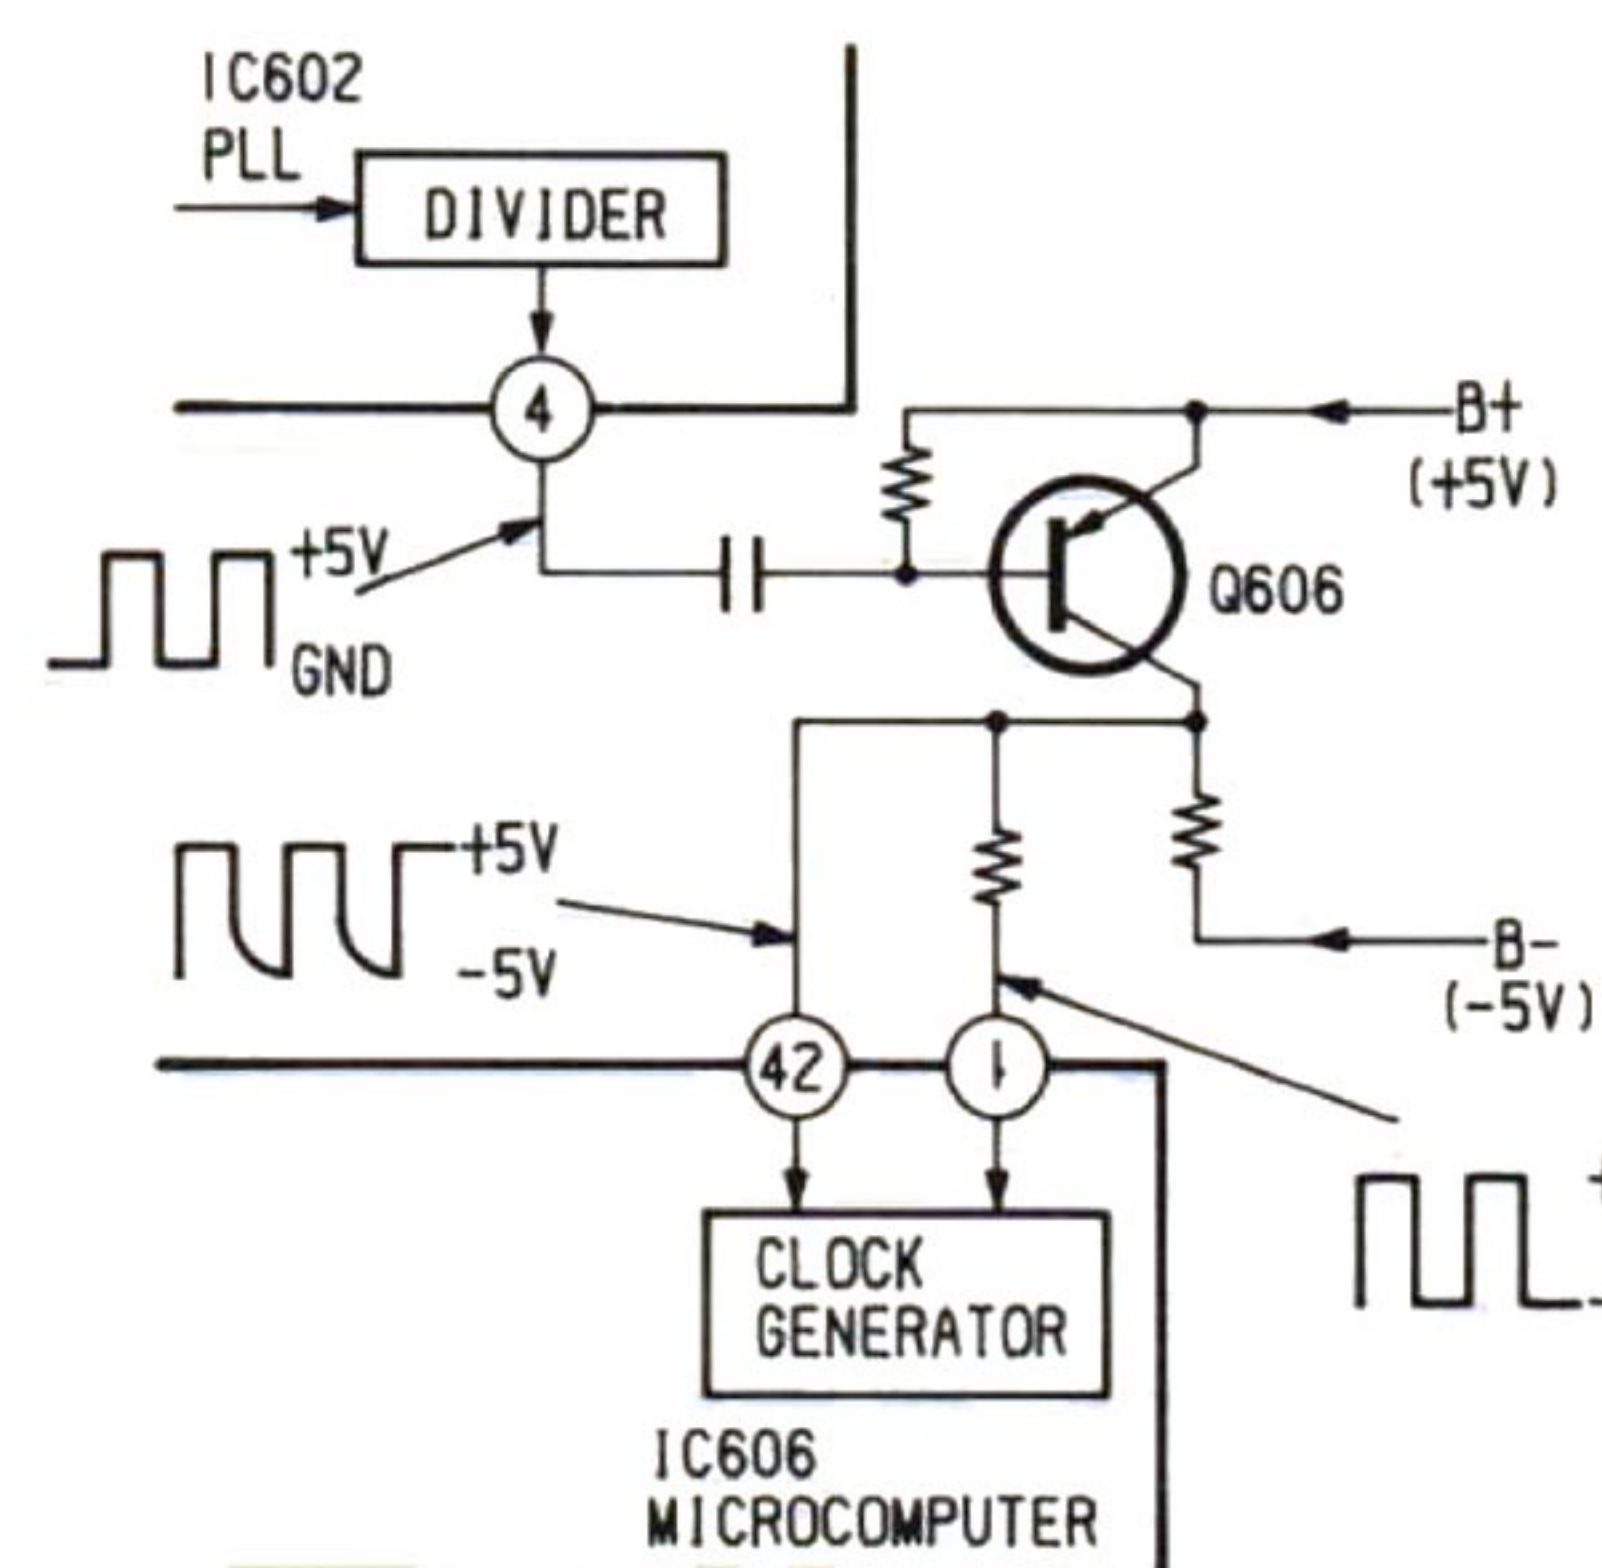 IC602
PLL
DIVIDER
4
B+
(+5V)
+5V
GND
Q606
+5V
-5V
B-
(-5V)
42
1
CLOCK
GENERATOR
IC606
MICROCOMPUTER